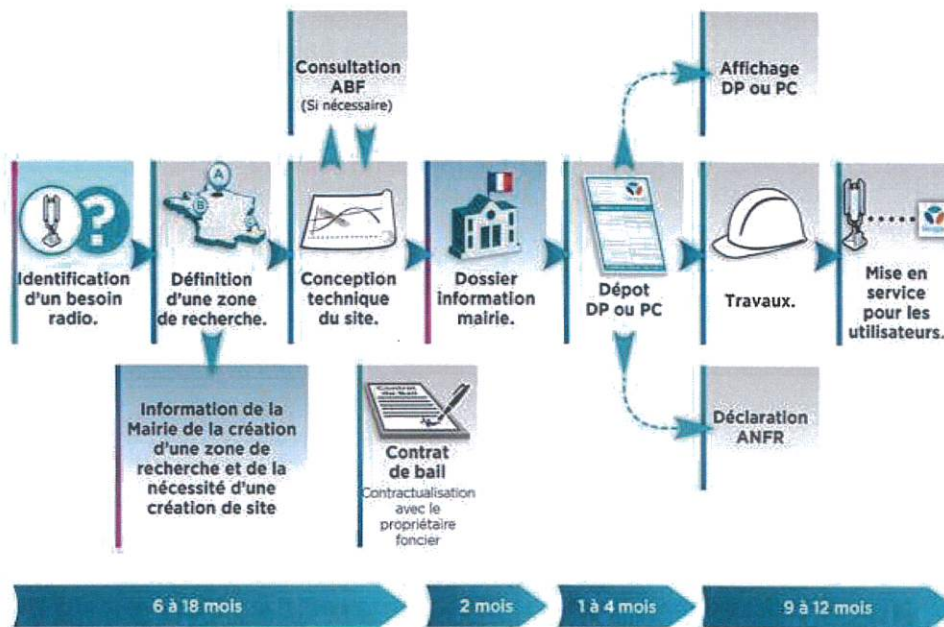 Consultation
ABF
(Si nécessaire)
Affichage
DP ou PC
A
B
Identification
d'un besoin
radio.
Définition
d'une zone
de recherche.
Conception
technique
du site.
Dossier
information
mairie.
Dépot
DP ou PC
Travaux.
Mise en
service
pour les
utilisateurs.
Information de la
Mairie de la création
d'une zone de
recherche et de la
nécessité d'une
création de site
Contrat
de Bail
Contrat
de bail
Contractualisation
avec le
propriétaire
foncier
Déclaration
ANFR
6 à 18 mois
2 mois
1 à 4 mois
9 à 12 mois